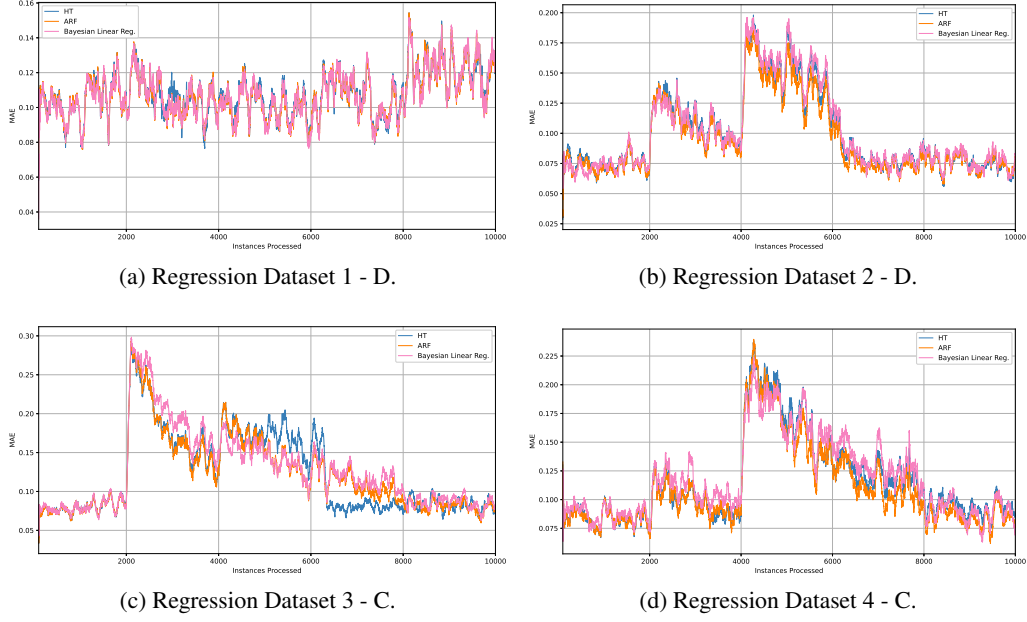 0.16
0.14
0.12
0.10
0.08
0.06
0.04
MAE
HT
ARF
Bayesian Linear Reg.
2000 4000 6000 8000 10000
Instances Processed
(a) Regression Dataset 1 - D.
0.200
0.175
0.150
0.125
0.100
0.075
0.050
0.025
MAE
HT
ARF
Bayesian Linear Reg.
2000 4000 6000 8000 10000
Instances Processed
(b) Regression Dataset 2 - D.
0.30
0.25
0.20
0.15
0.10
0.05
MAE
HT
ARF
Bayesian Linear Reg.
2000 4000 6000 8000 10000
Instances Processed
(c) Regression Dataset 3 - C.
0.225
0.200
0.175
0.150
0.125
0.100
0.075
MAE
HT
ARF
Bayesian Linear Reg.
2000 4000 6000 8000 10000
Instances Processed
(d) Regression Dataset 4 - C.